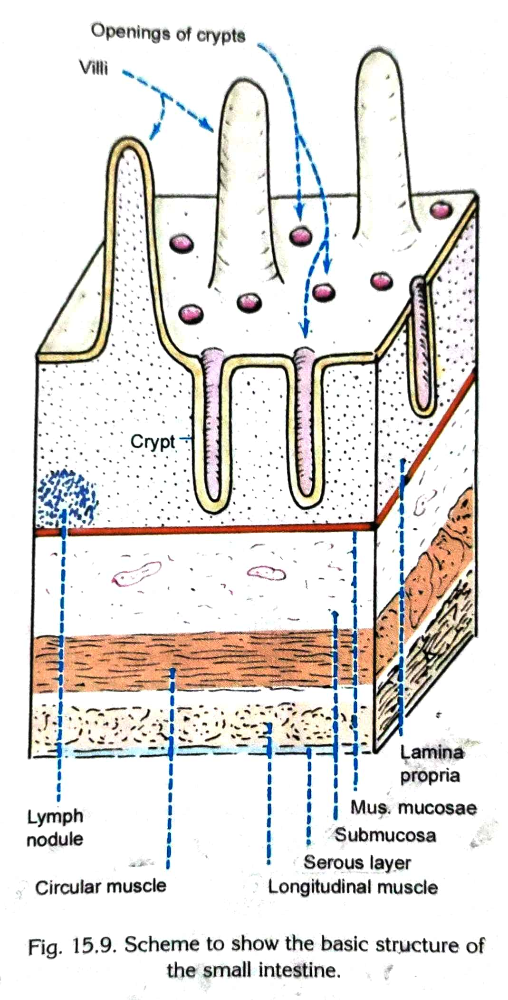 Openings of crypts
Villi
Crypt
Lamina
propria
Mus. mucosae
Submucosa
Serous layer
Longitudinal muscle
Lymph
nodule
Circular muscle
Fig. 15.9. Scheme to show the basic structure of
the small intestine.